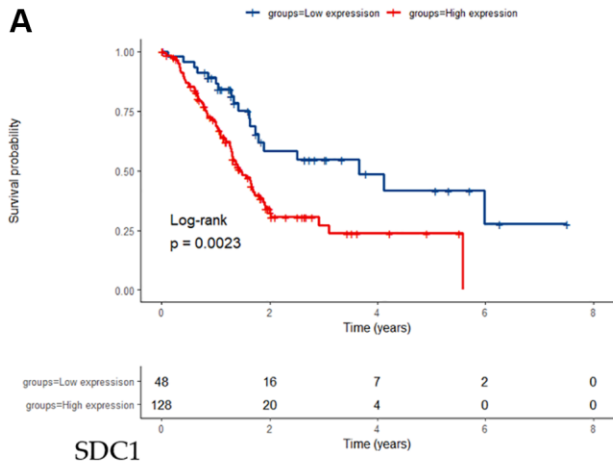 A
groups=Low expressison groups=High expression
1.00
0.75
0.50
0.25
0.00
Survival probability
Log-rank
p = 0.0023
0 2 4 6 8
Time (years)
groups=Low expressison 48 16 7 2 0
groups=High expression 128 20 4 0 0
0 2 4 6 8
Time (years)
SDC1